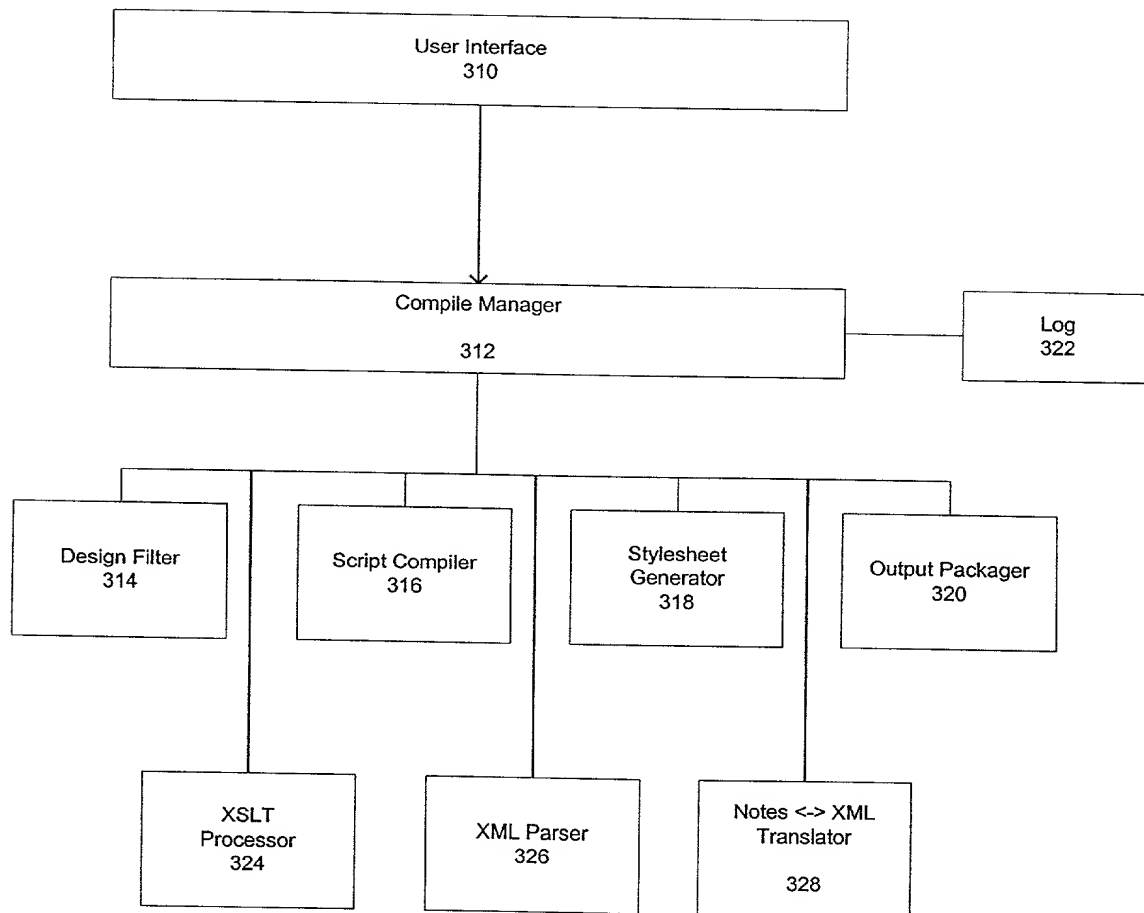 User Interface
310
Compile Manager
312
Log
322
Design Filter
314
Script Compiler
316
Stylesheet
Generator
318
Output Packager
320
XSLT
Processor
324
XML Parser
326
Notes <-> XML
Translator
328